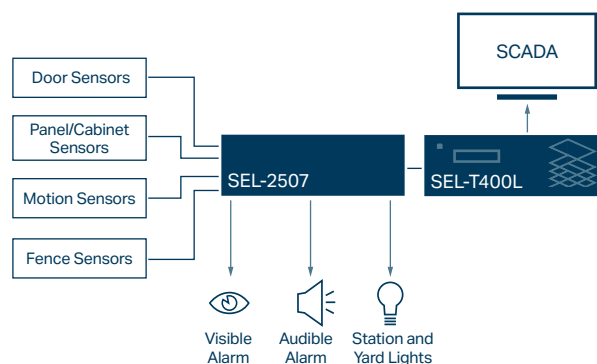 SCADA
Door Sensors
Panel/Cabinet
Sensors
Motion Sensors
Fence Sensors
SEL-2507
SEL-T400L
Visible
Alarm
Audible
Alarm
Station and
Yard Lights